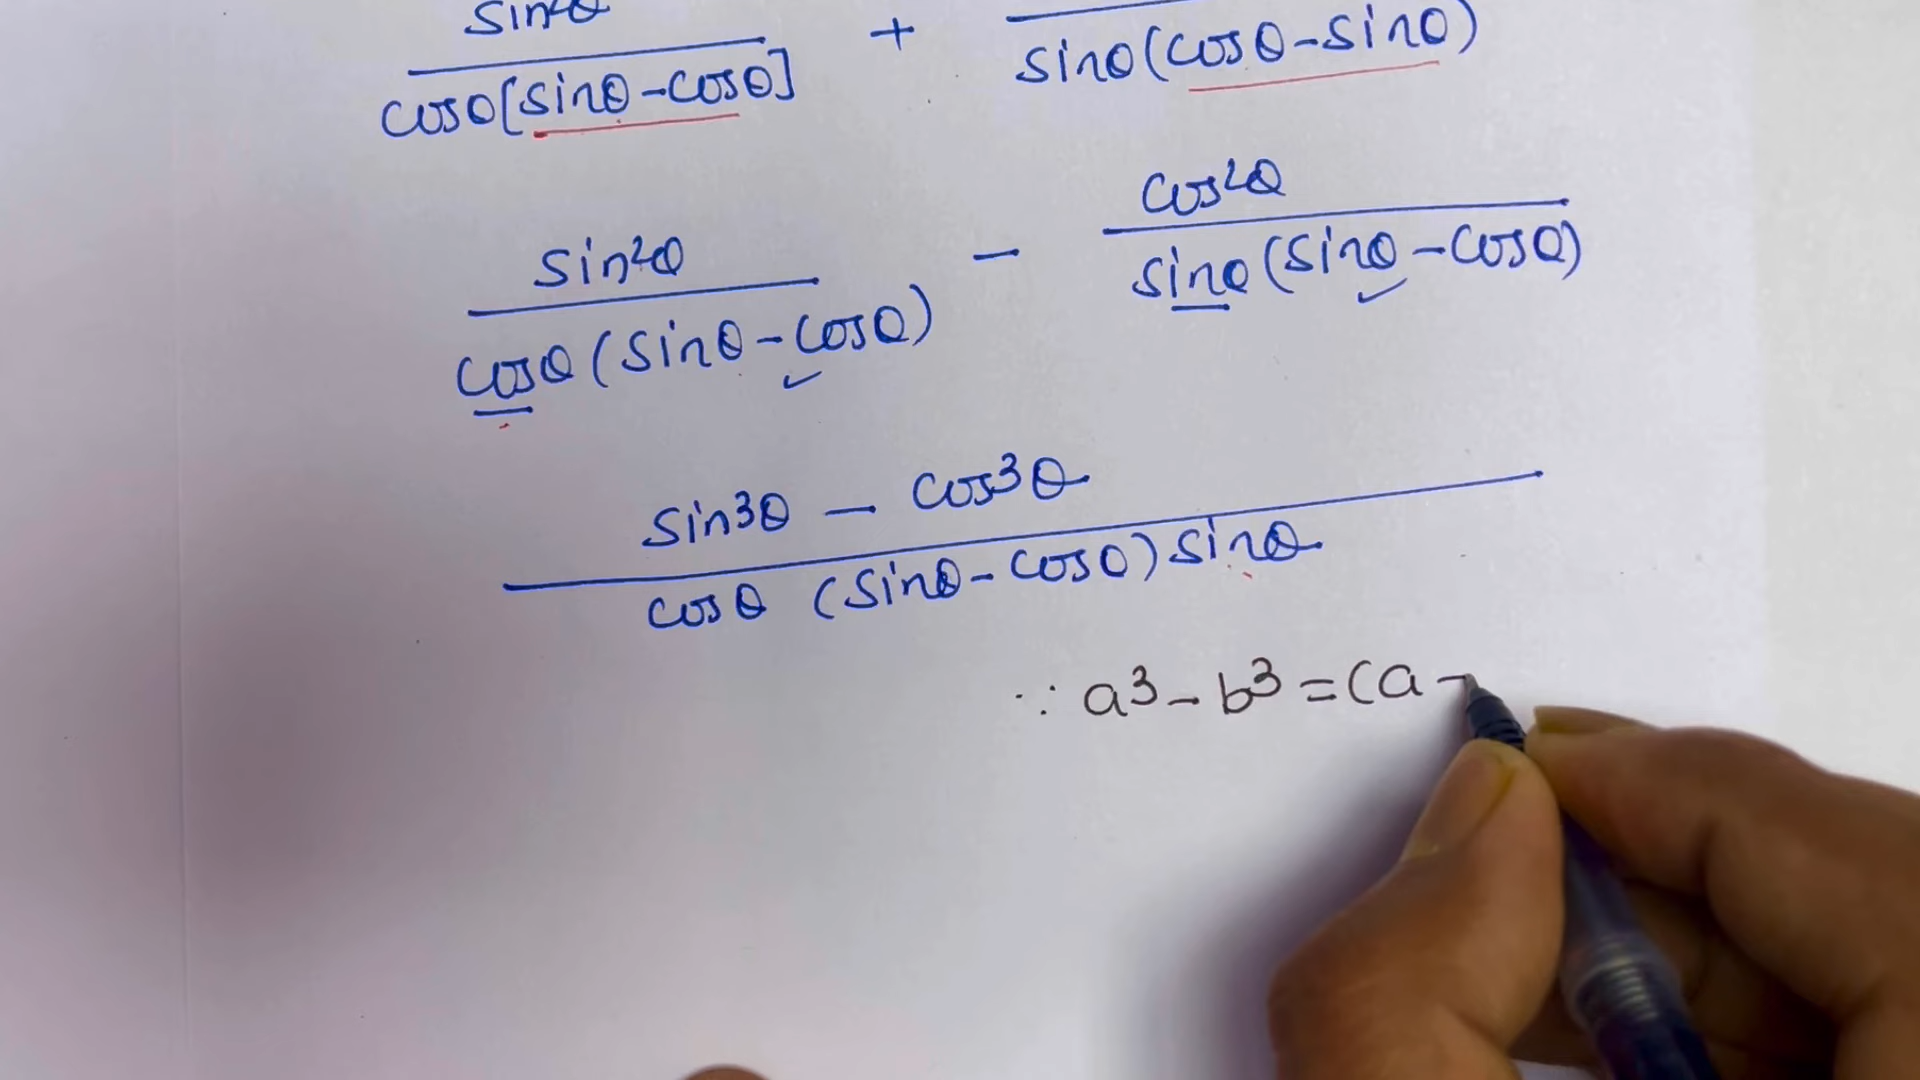 sin²θ
+
cosθ[sinθ-cosθ]
sinθ(cosθ-sinθ)
sin²θ - cos²θ
cosθ(sinθ-cosθ) sinθ(sinθ-cosθ)
sin³θ - cos³θ
cosθ (sinθ-cosθ) sinθ
∵ a³ - b³ = (a -